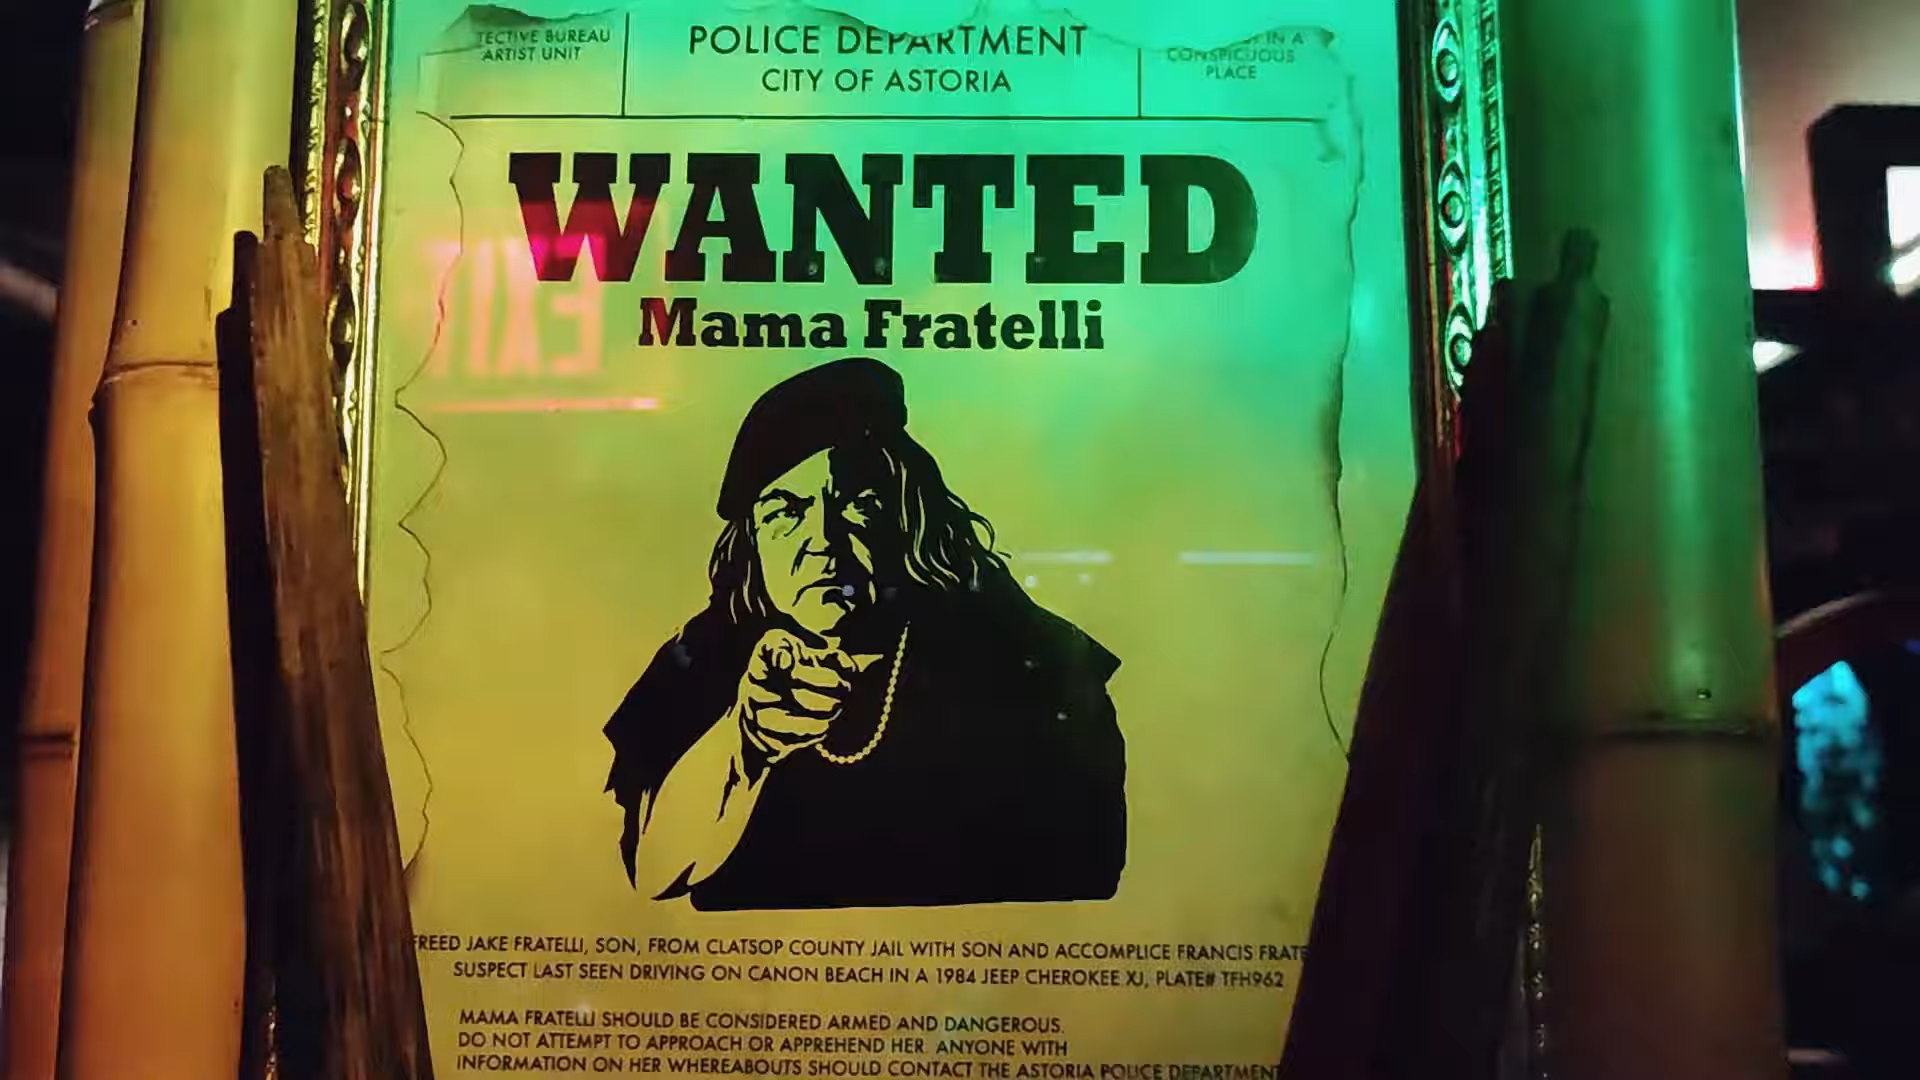 TECTIVE BUREAU
ARTIST UNIT
POLICE DEPARTMENT
CITY OF ASTORIA
IN A
CONSPICUOUS
PLACE
WANTED
Mama Fratelli
EXIT
FREED JAKE FRATELLI, SON, FROM CLATSOP COUNTY JAIL WITH SON AND ACCOMPLICE FRANCIS FRATE
SUSPECT LAST SEEN DRIVING ON CANON BEACH IN A 1984 JEEP CHEROKEE XJ, PLATE# TFH962
MAMA FRATELLI SHOULD BE CONSIDERED ARMED AND DANGEROUS.
DO NOT ATTEMPT TO APPROACH OR APPREHEND HER. ANYONE WITH
INFORMATION ON HER WHEREABOUTS SHOULD CONTACT THE ASTORIA POLICE DEPARTMENT